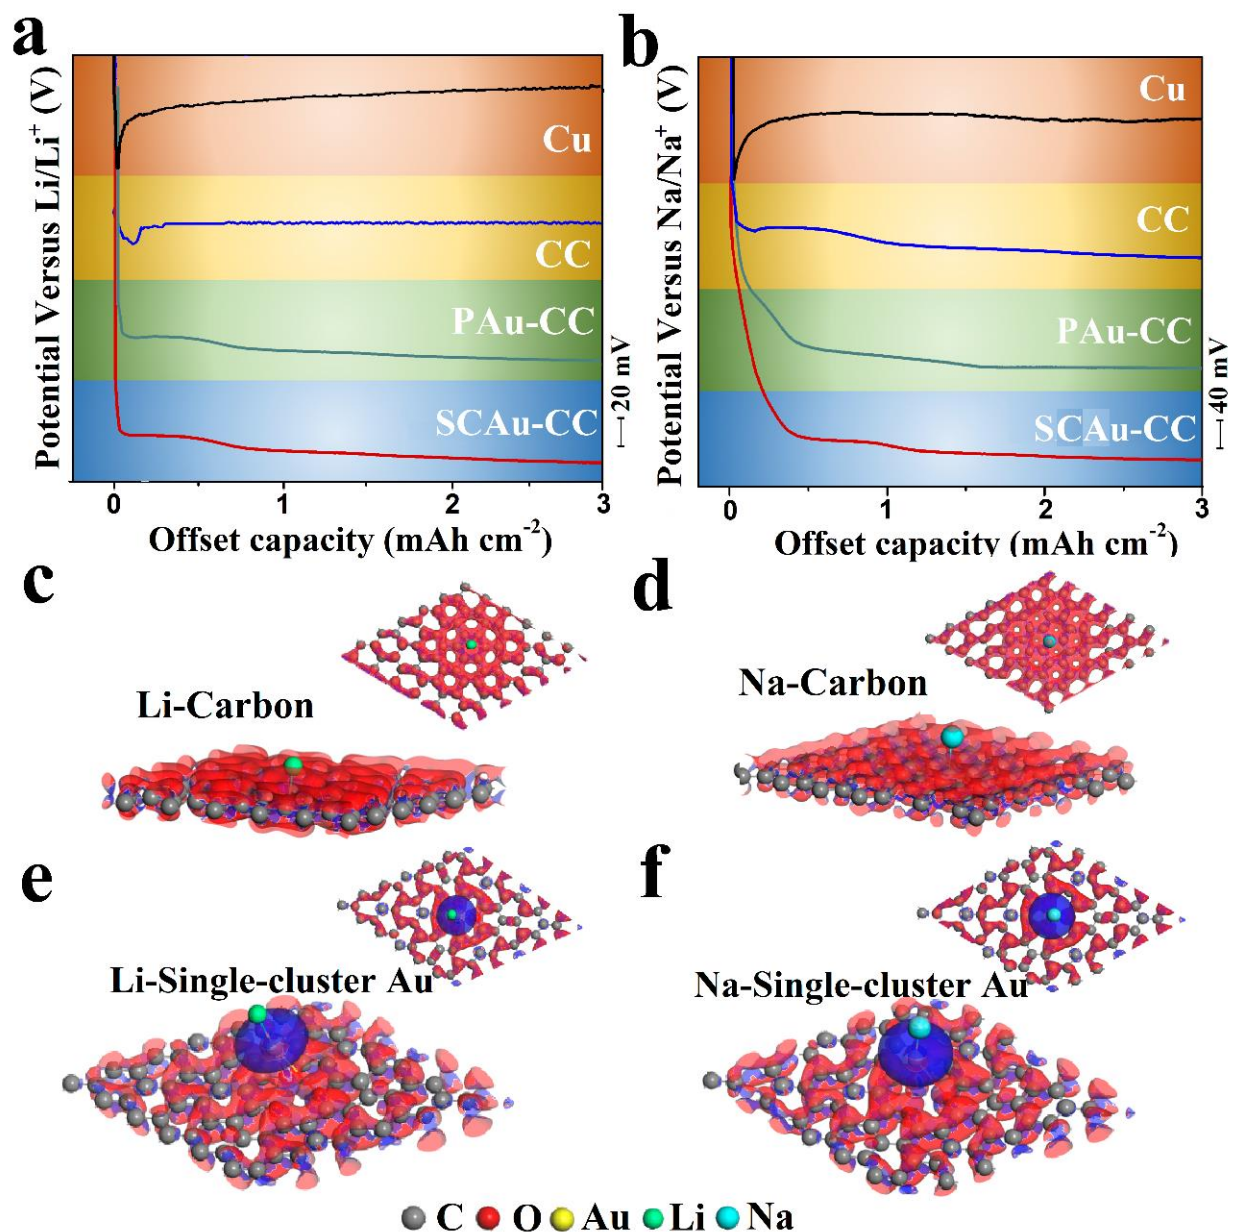 a
Potential Versus Li/Li⁺ (V)
Cu
CC
PAu-CC
SCAu-CC
20 mV
0 1 2 3
Offset capacity (mAh cm⁻²)
b
Potential Versus Na/Na⁺ (V)
Cu
CC
PAu-CC
SCAu-CC
40 mV
0 1 2 3
Offset capacity (mAh cm⁻²)
c
Li-Carbon
d
Na-Carbon
e
Li-Single-cluster Au
f
Na-Single-cluster Au
C O Au Li Na